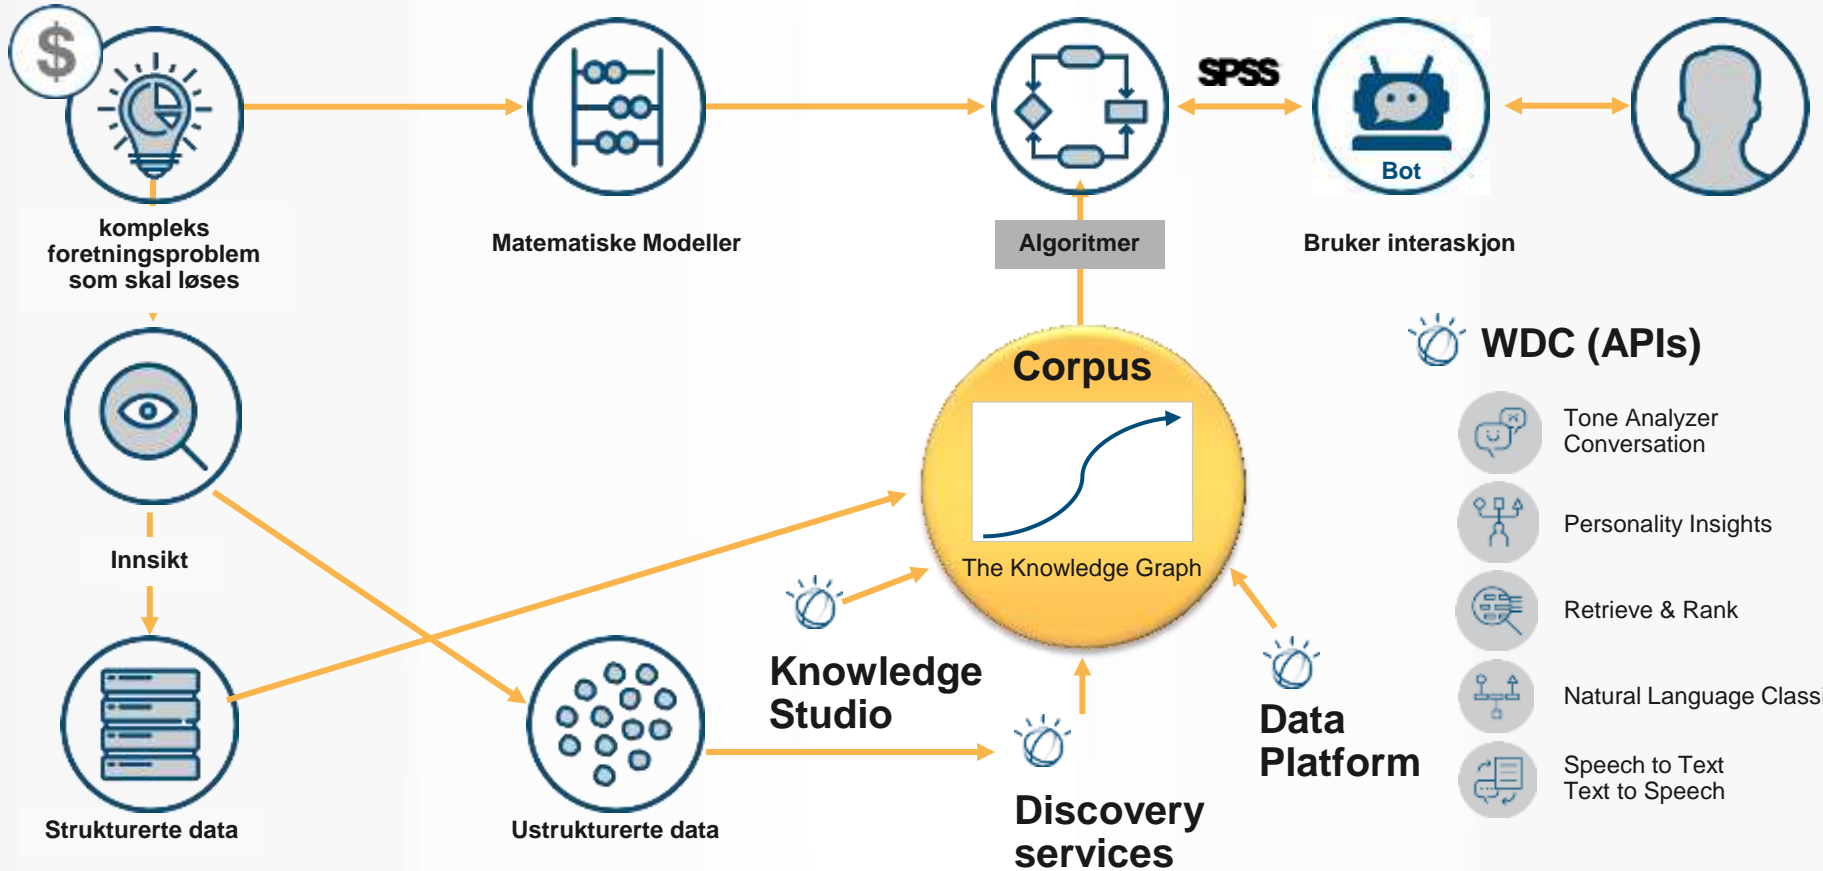 $
SPSS
Bot
kompleks
foretningsproblem
som skal løses
Matematiske Modeller
Algoritmer
Bruker interaskjon
WDC (APIs)
Corpus
Tone Analyzer
Conversation
Personality Insights
Innsikt
The Knowledge Graph
Retrieve & Rank
Knowledge
Studio
Natural Language Classi
Data
Platform
Speech to Text
Text to Speech
Strukturerte data
Ustrukturerte data
Discovery
services